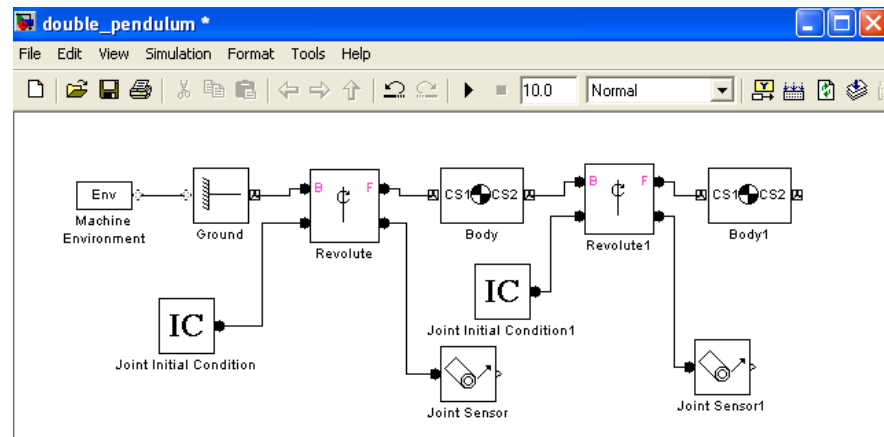 double_pendulum *
File Edit View Simulation Format Tools Help
10.0 Normal
Env
Machine
Environment
Ground
B F
Revolute
CS1 CS2
Body
B F
Revolute1
CS1 CS2
Body1
IC
Joint Initial Condition
IC
Joint Initial Condition1
Joint Sensor
Joint Sensor1